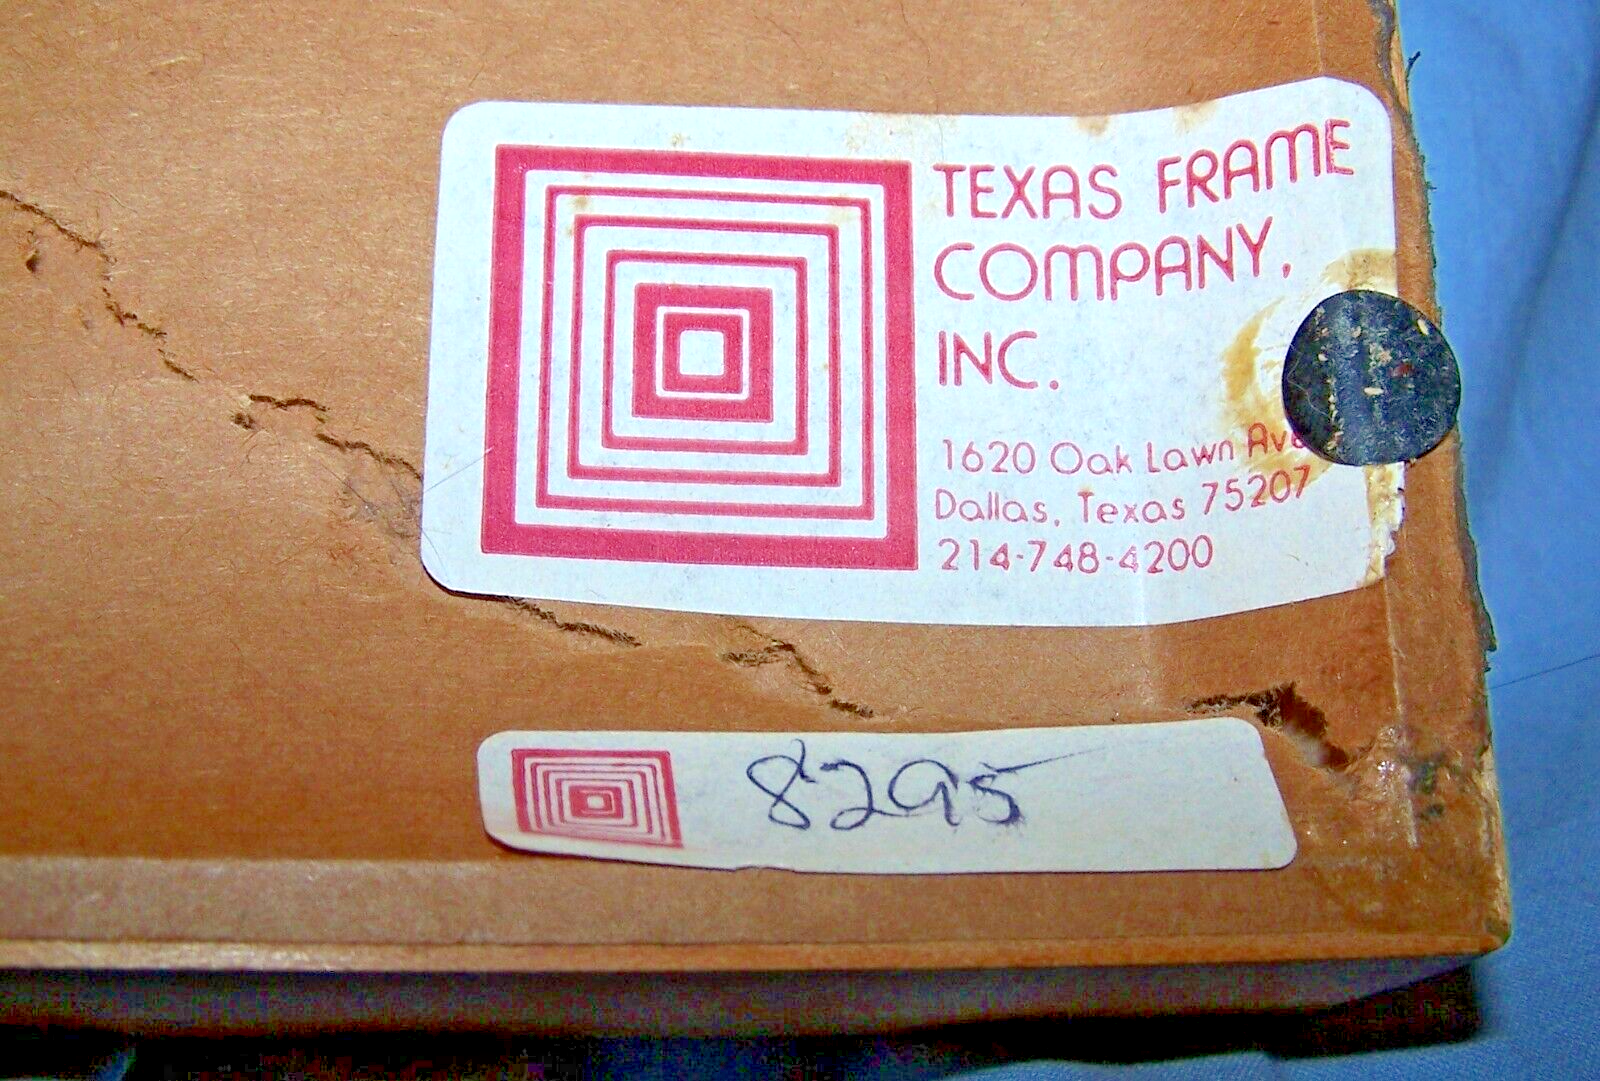 TEXAS FRAME
COMPANY,
INC.
1620 Oak Lawn Ave
Dallas, Texas 75207
214-748-4200
8295